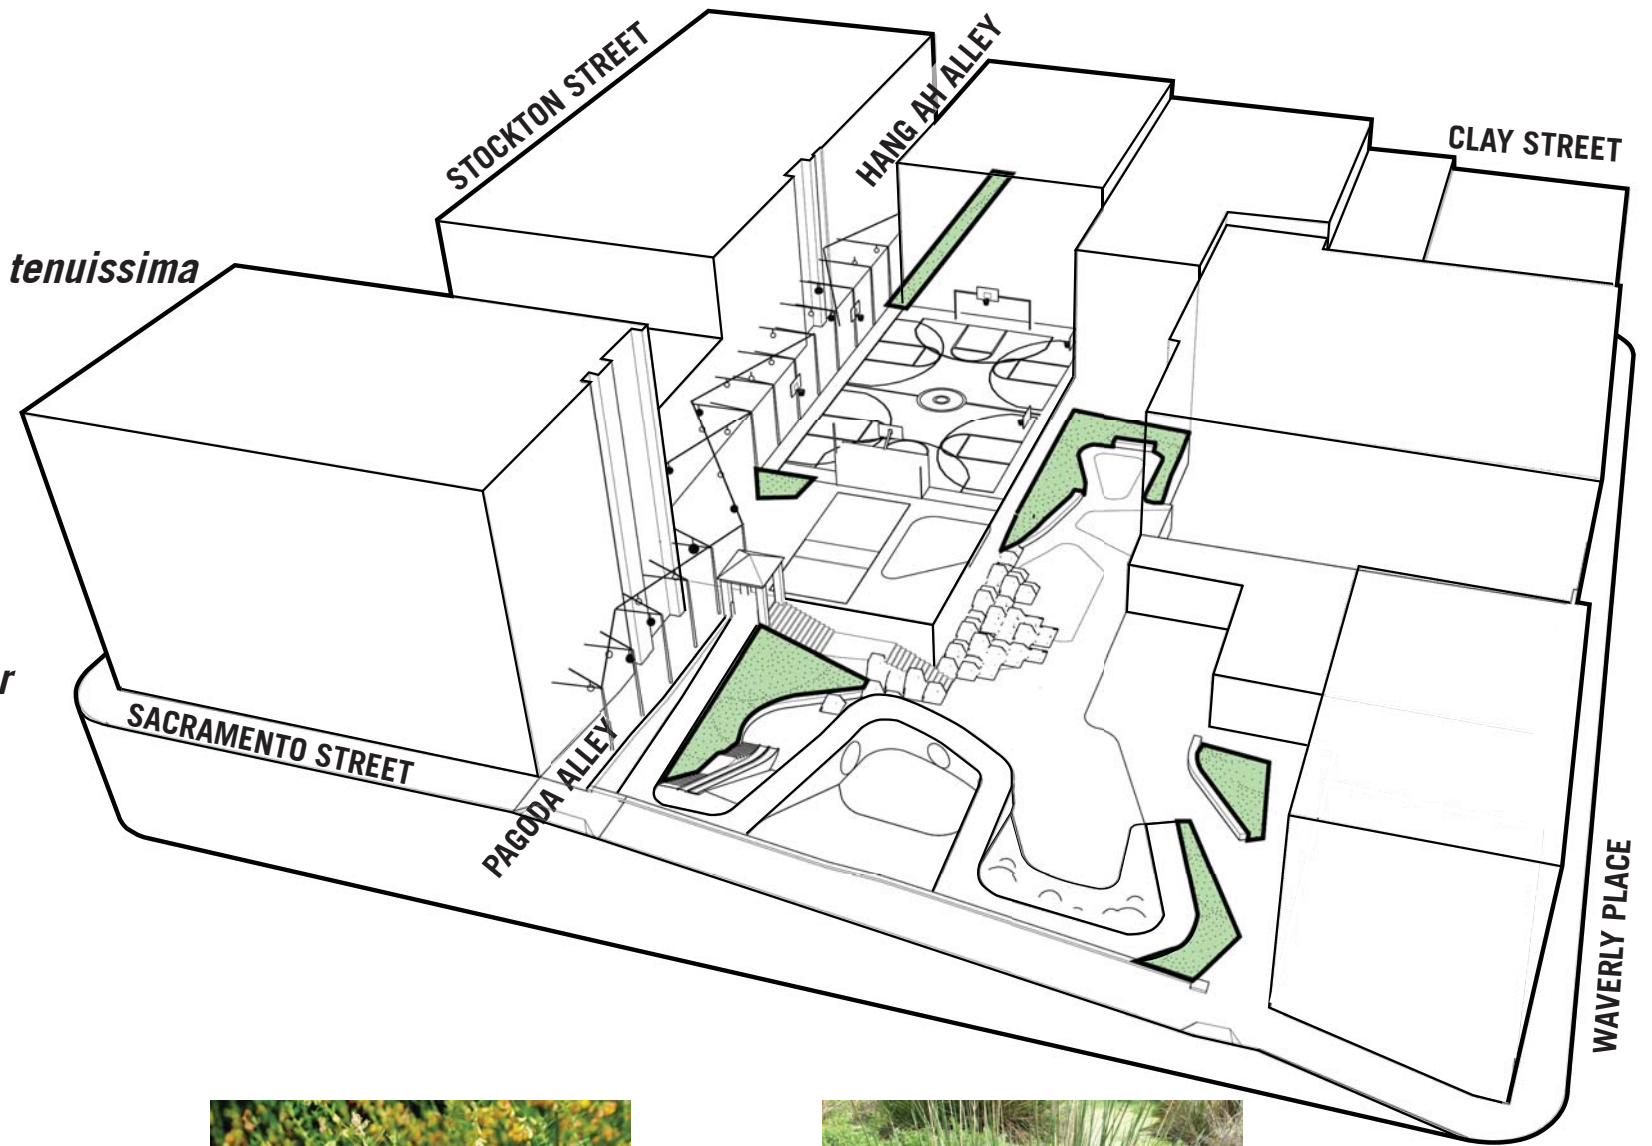 STOCKTON STREET
HANG AH ALLEY
CLAY STREET
tenuissima
r
SACRAMENTO STREET
PAGODA ALLEY
WAVERLY PLACE